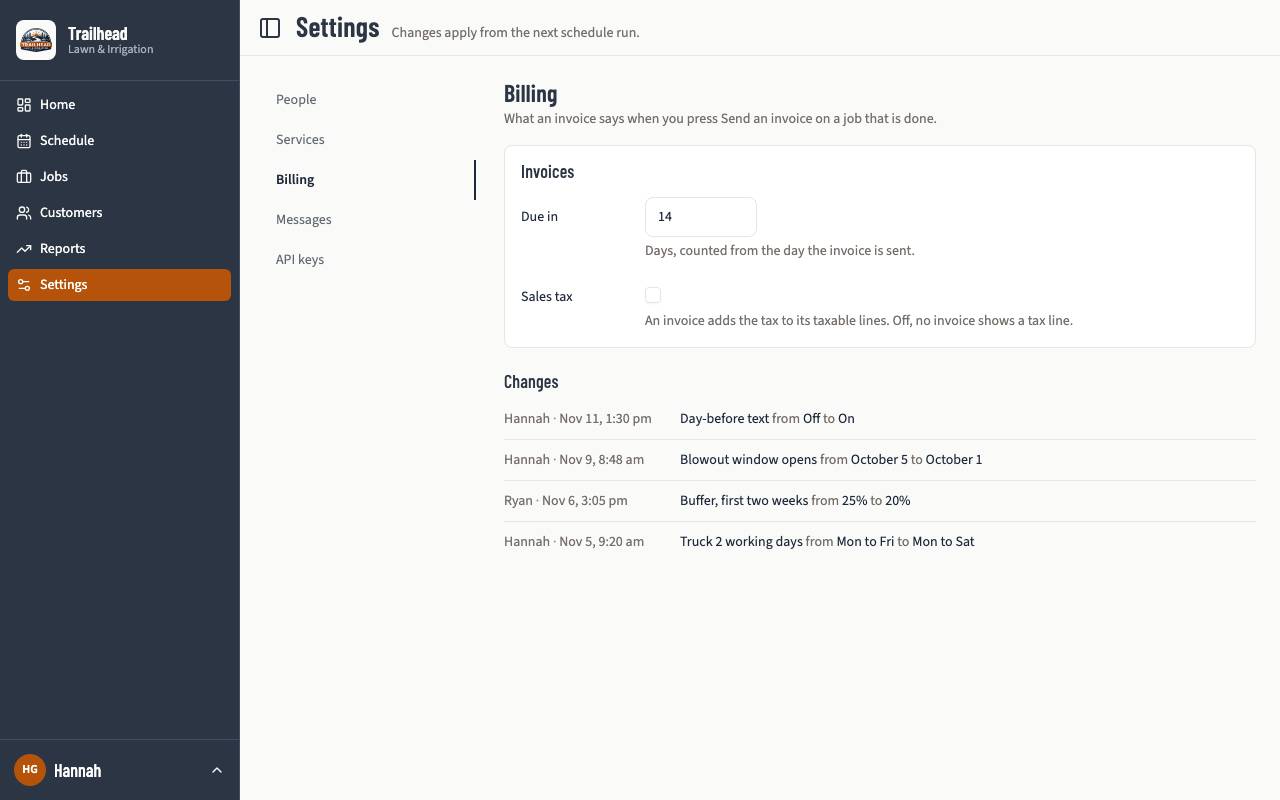 TRAILHEAD
Trailhead
Lawn & Irrigation
Home
Schedule
Jobs
Customers
Reports
Settings
HG Hannah
Settings Changes apply from the next schedule run.
People
Services
Billing
Messages
API keys
Billing
What an invoice says when you press Send an invoice on a job that is done.
Invoices
Due in 14
Days, counted from the day the invoice is sent.
Sales tax
An invoice adds the tax to its taxable lines. Off, no invoice shows a tax line.
Changes
Hannah · Nov 11, 1:30 pm Day-before text from Off to On
Hannah · Nov 9, 8:48 am Blowout window opens from October 5 to October 1
Ryan · Nov 6, 3:05 pm Buffer, first two weeks from 25% to 20%
Hannah · Nov 5, 9:20 am Truck 2 working days from Mon to Fri to Mon to Sat